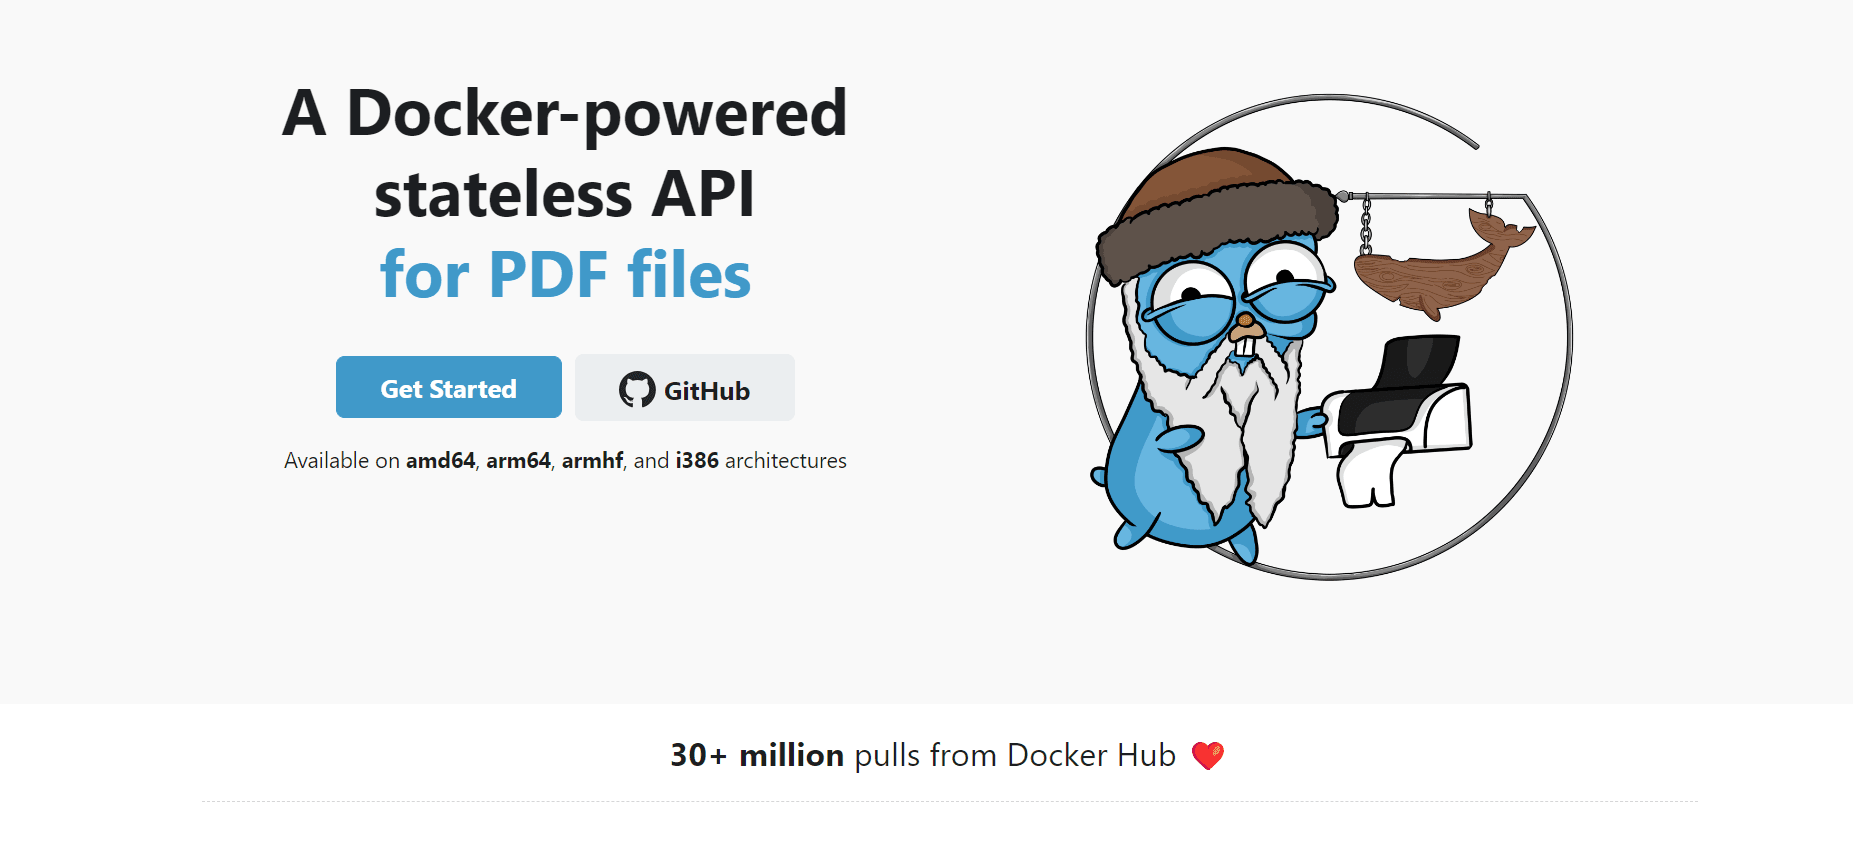 A Docker-powered
stateless API
for PDF files
Get Started
GitHub
Available on amd64, arm64, armhf, and i386 architectures
30+ million pulls from Docker Hub ❤️